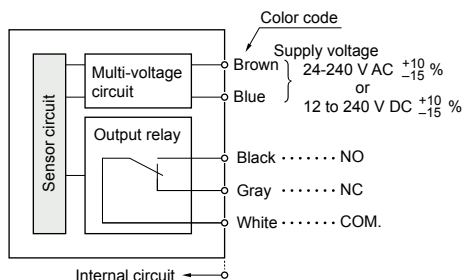 Color code
Supply voltage
Brown
24-240 V AC +10 −15 %
or
Blue
12 to 240 V DC +10 −15 %
Multi-voltage
circuit
Sensor circuit
Output relay
Black ······· NO
Gray ······· NC
White ······· COM.
Internal circuit